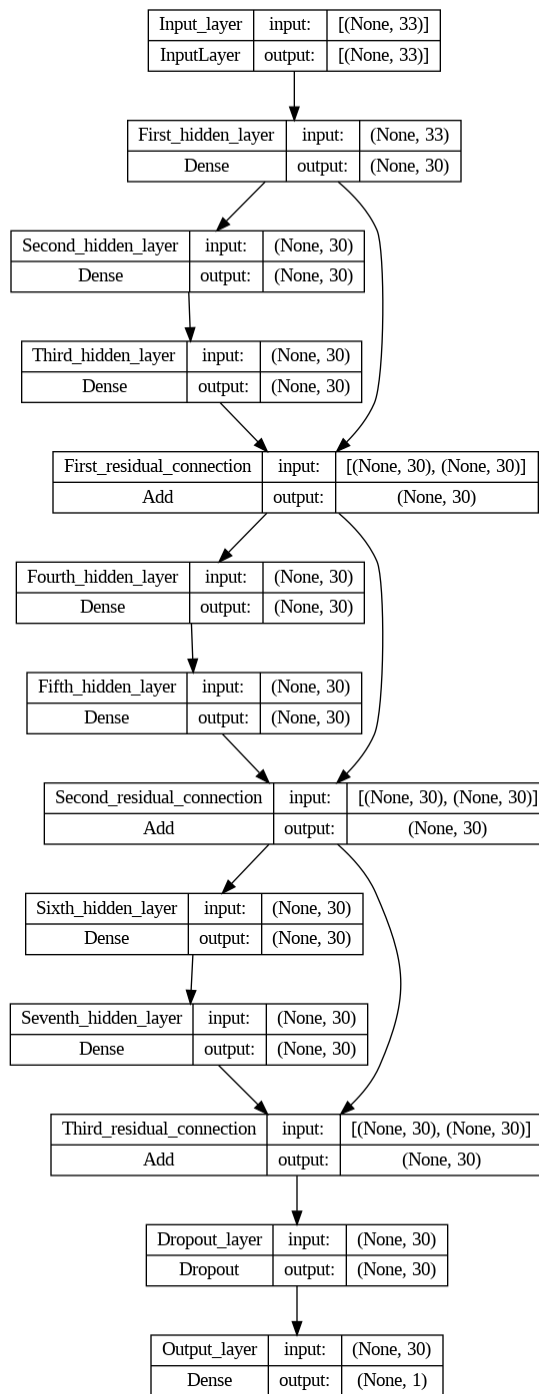 Input_layer input: [(None, 33)]
InputLayer output: [(None, 33)]
First_hidden_layer input: (None, 33)
Dense output: (None, 30)
Second_hidden_layer input: (None, 30)
Dense output: (None, 30)
Third_hidden_layer input: (None, 30)
Dense output: (None, 30)
First_residual_connection input: [(None, 30), (None, 30)]
Add output: (None, 30)
Fourth_hidden_layer input: (None, 30)
Dense output: (None, 30)
Fifth_hidden_layer input: (None, 30)
Dense output: (None, 30)
Second_residual_connection input: [(None, 30), (None, 30)]
Add output: (None, 30)
Sixth_hidden_layer input: (None, 30)
Dense output: (None, 30)
Seventh_hidden_layer input: (None, 30)
Dense output: (None, 30)
Third_residual_connection input: [(None, 30), (None, 30)]
Add output: (None, 30)
Dropout_layer input: (None, 30)
Dropout output: (None, 30)
Output_layer input: (None, 30)
Dense output: (None, 1)